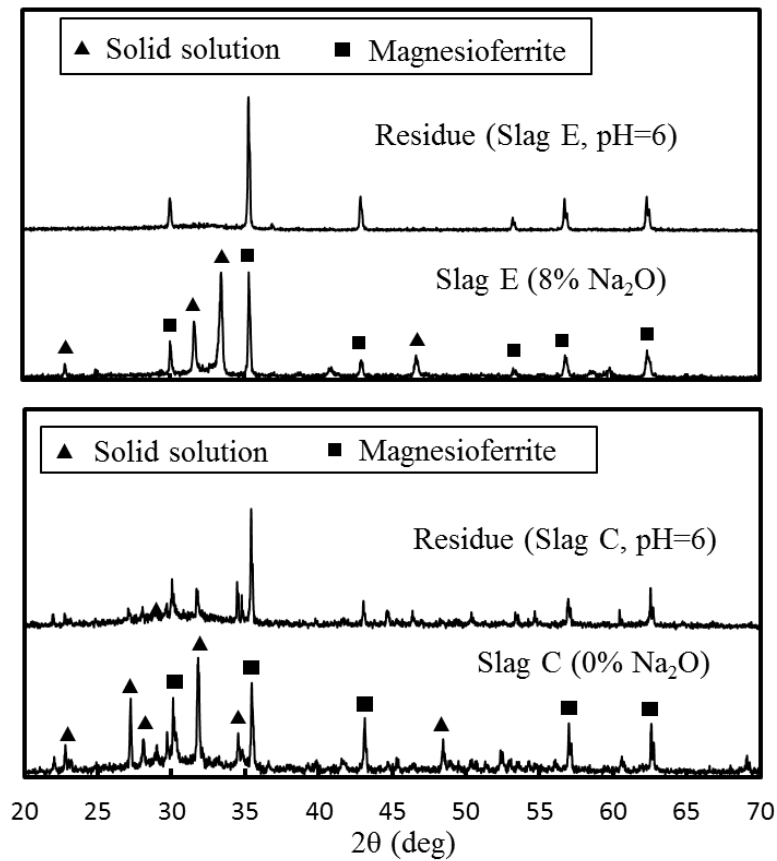 ▲ Solid solution ■ Magnesioferrite
Residue (Slag E, pH=6)
Slag E (8% Na₂O)
▲ Solid solution ■ Magnesioferrite
Residue (Slag C, pH=6)
Slag C (0% Na₂O)
20 25 30 35 40 45 50 55 60 65 70
2θ (deg)